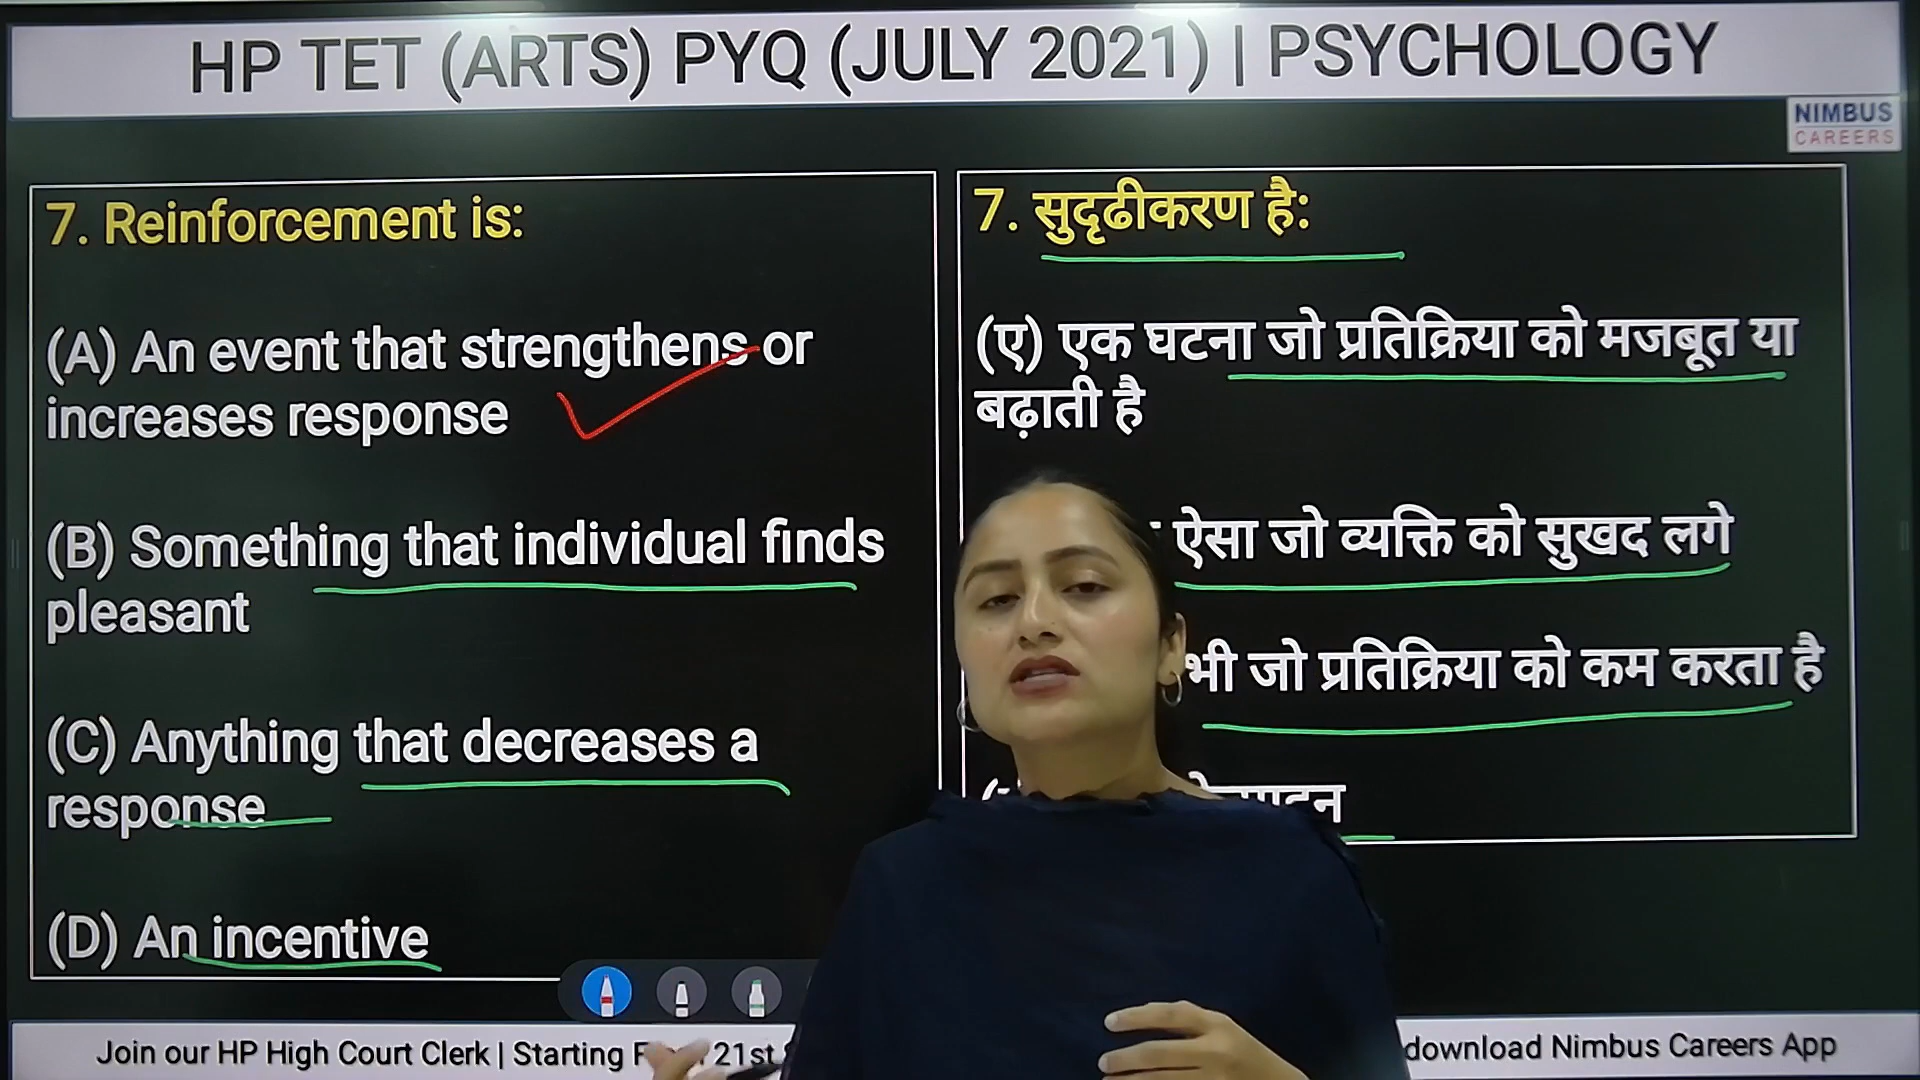 HP TET (ARTS) PYQ (JULY 2021) | PSYCHOLOGY
NIMBUS
CAREERS
7. Reinforcement is:
(A) An event that strengthens or
increases response
(B) Something that individual finds
pleasant
(C) Anything that decreases a
response
(D) An incentive
7. सुदृढीकरण है:
(ए) एक घटना जो प्रतिक्रिया को मजबूत या
बढ़ाती है
ऐसा जो व्यक्ति को सुखद लगे
भी जो प्रतिक्रिया को कम करता है
Join our HP High Court Clerk | Starting 21st
download Nimbus Careers App